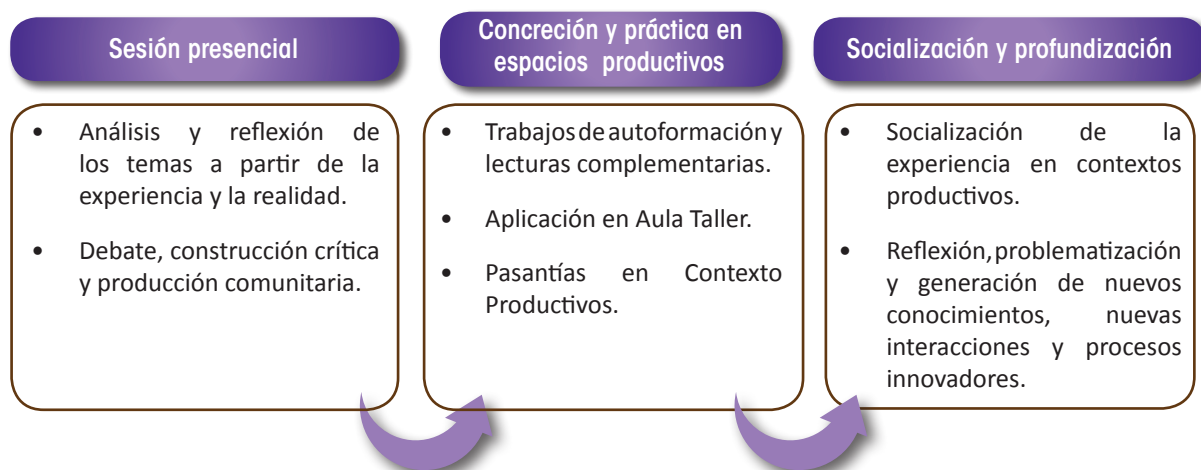 Sesión presencial
• Análisis y reflexión de
los temas a partir de la
experiencia y la realidad.
• Debate, construcción crítica
y producción comunitaria.
Concreción y práctica en
espacios productivos
• Trabajos de autoformación y
lecturas complementarias.
• Aplicación en Aula Taller.
• Pasantías en Contexto
Productivos.
Socialización y profundización
• Socialización de la
experiencia en contextos
productivos.
• Reflexión, problematización
y generación de nuevos
conocimientos, nuevas
interacciones y procesos
innovadores.